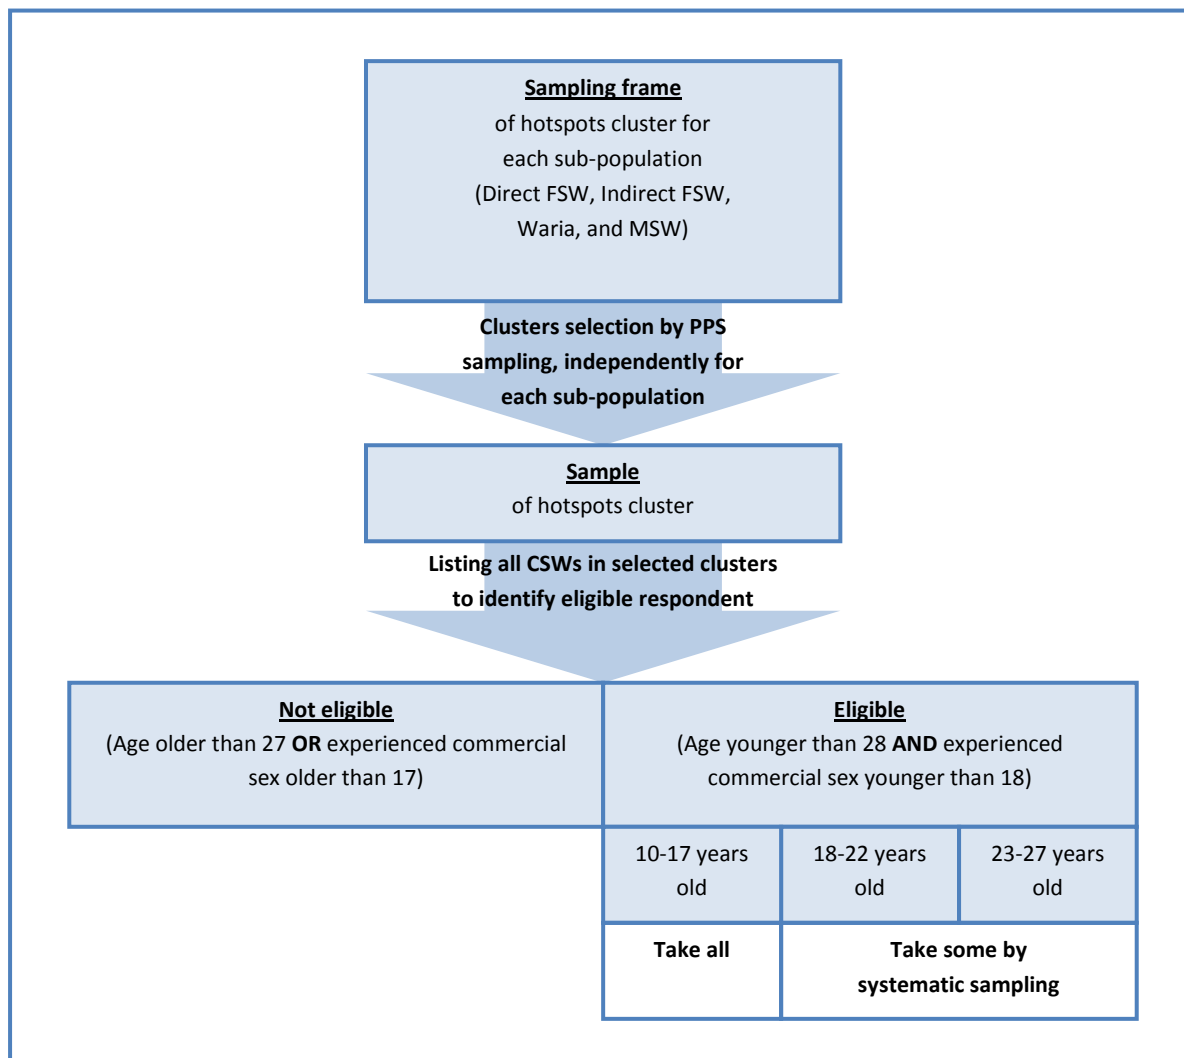 Sampling frame
of hotspots cluster for
each sub-population
(Direct FSW, Indirect FSW,
Waria, and MSW)
Clusters selection by PPS
sampling, independently for
each sub-population
Sample
of hotspots cluster
Listing all CSWs in selected clusters
to identify eligible respondent
Not eligible
(Age older than 27 OR experienced commercial
sex older than 17)
Eligible
(Age younger than 28 AND experienced
commercial sex younger than 18)
10-17 years
old
18-22 years
old
23-27 years
old
Take all
Take some by
systematic sampling